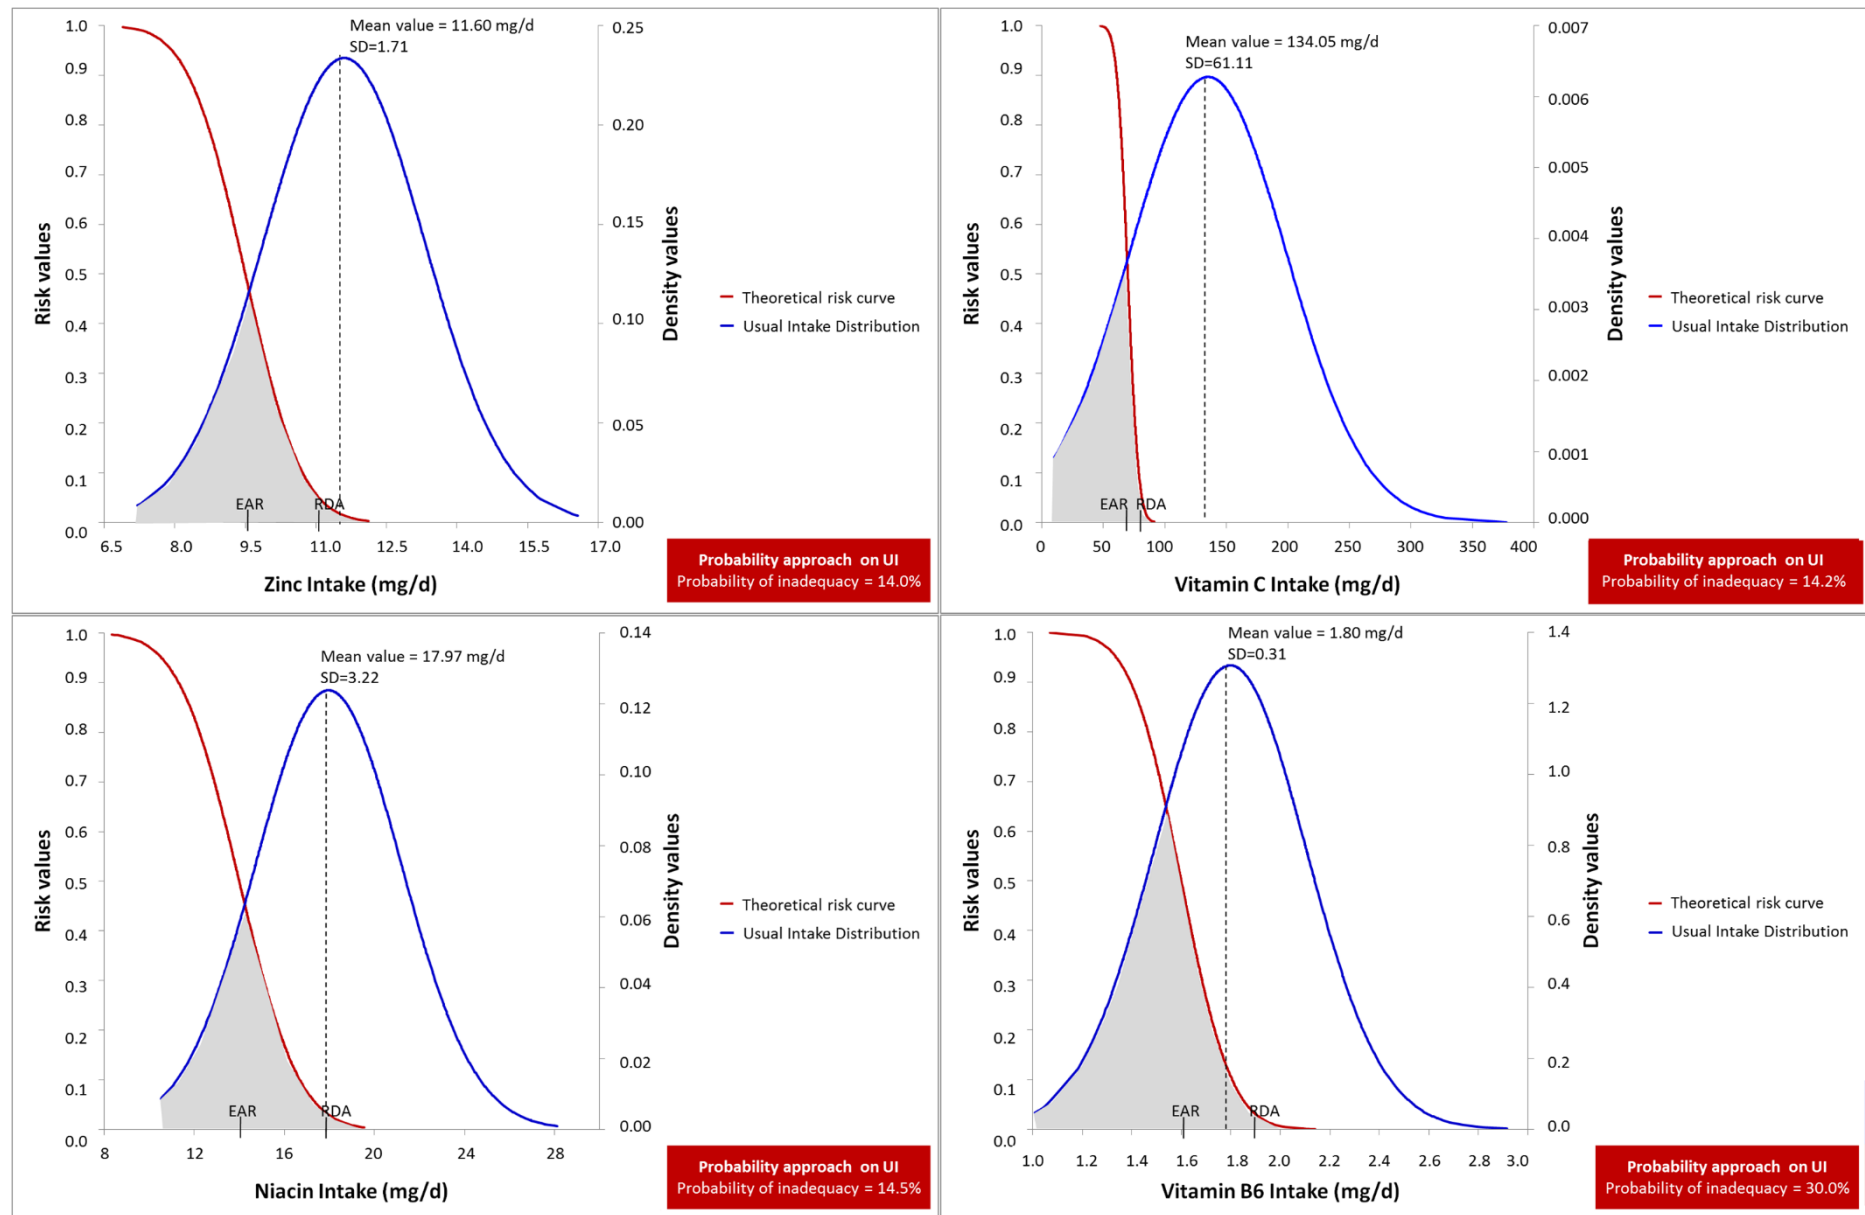 Mean value = 11.60 mg/d
SD=1.71
1.0
0.9
0.8
0.7
0.6
0.5
0.4
0.3
0.2
0.1
0.0
Risk values
0.25
0.20
0.15
0.10
0.05
0.00
Density values
Theoretical risk curve
Usual Intake Distribution
EAR
RDA
6.5 8.0 9.5 11.0 12.5 14.0 15.5 17.0
Zinc Intake (mg/d)
Probability approach on UI
Probability of inadequacy = 14.0%
Mean value = 134.05 mg/d
SD=61.11
1.0
0.9
0.8
0.7
0.6
0.5
0.4
0.3
0.2
0.1
0.0
Risk values
0.007
0.006
0.005
0.004
0.003
0.002
0.001
0.000
Density values
Theoretical risk curve
Usual Intake Distribution
EAR
RDA
0 50 100 150 200 250 300 350 400
Vitamin C Intake (mg/d)
Probability approach on UI
Probability of inadequacy = 14.2%
Mean value = 17.97 mg/d
SD=3.22
1.0
0.9
0.8
0.7
0.6
0.5
0.4
0.3
0.2
0.1
0.0
Risk values
0.14
0.12
0.10
0.08
0.06
0.04
0.02
0.00
Density values
Theoretical risk curve
Usual Intake Distribution
EAR
RDA
8 12 16 20 24 28
Niacin Intake (mg/d)
Probability approach on UI
Probability of inadequacy = 14.5%
Mean value = 1.80 mg/d
SD=0.31
1.0
0.9
0.8
0.7
0.6
0.5
0.4
0.3
0.2
0.1
0.0
Risk values
1.4
1.2
1.0
0.8
0.6
0.4
0.2
0.0
Density values
Theoretical risk curve
Usual Intake Distribution
EAR
RDA
1.0 1.2 1.4 1.6 1.8 2.0 2.2 2.4 2.6 2.8 3.0
Vitamin B6 Intake (mg/d)
Probability approach on UI
Probability of inadequacy = 30.0%